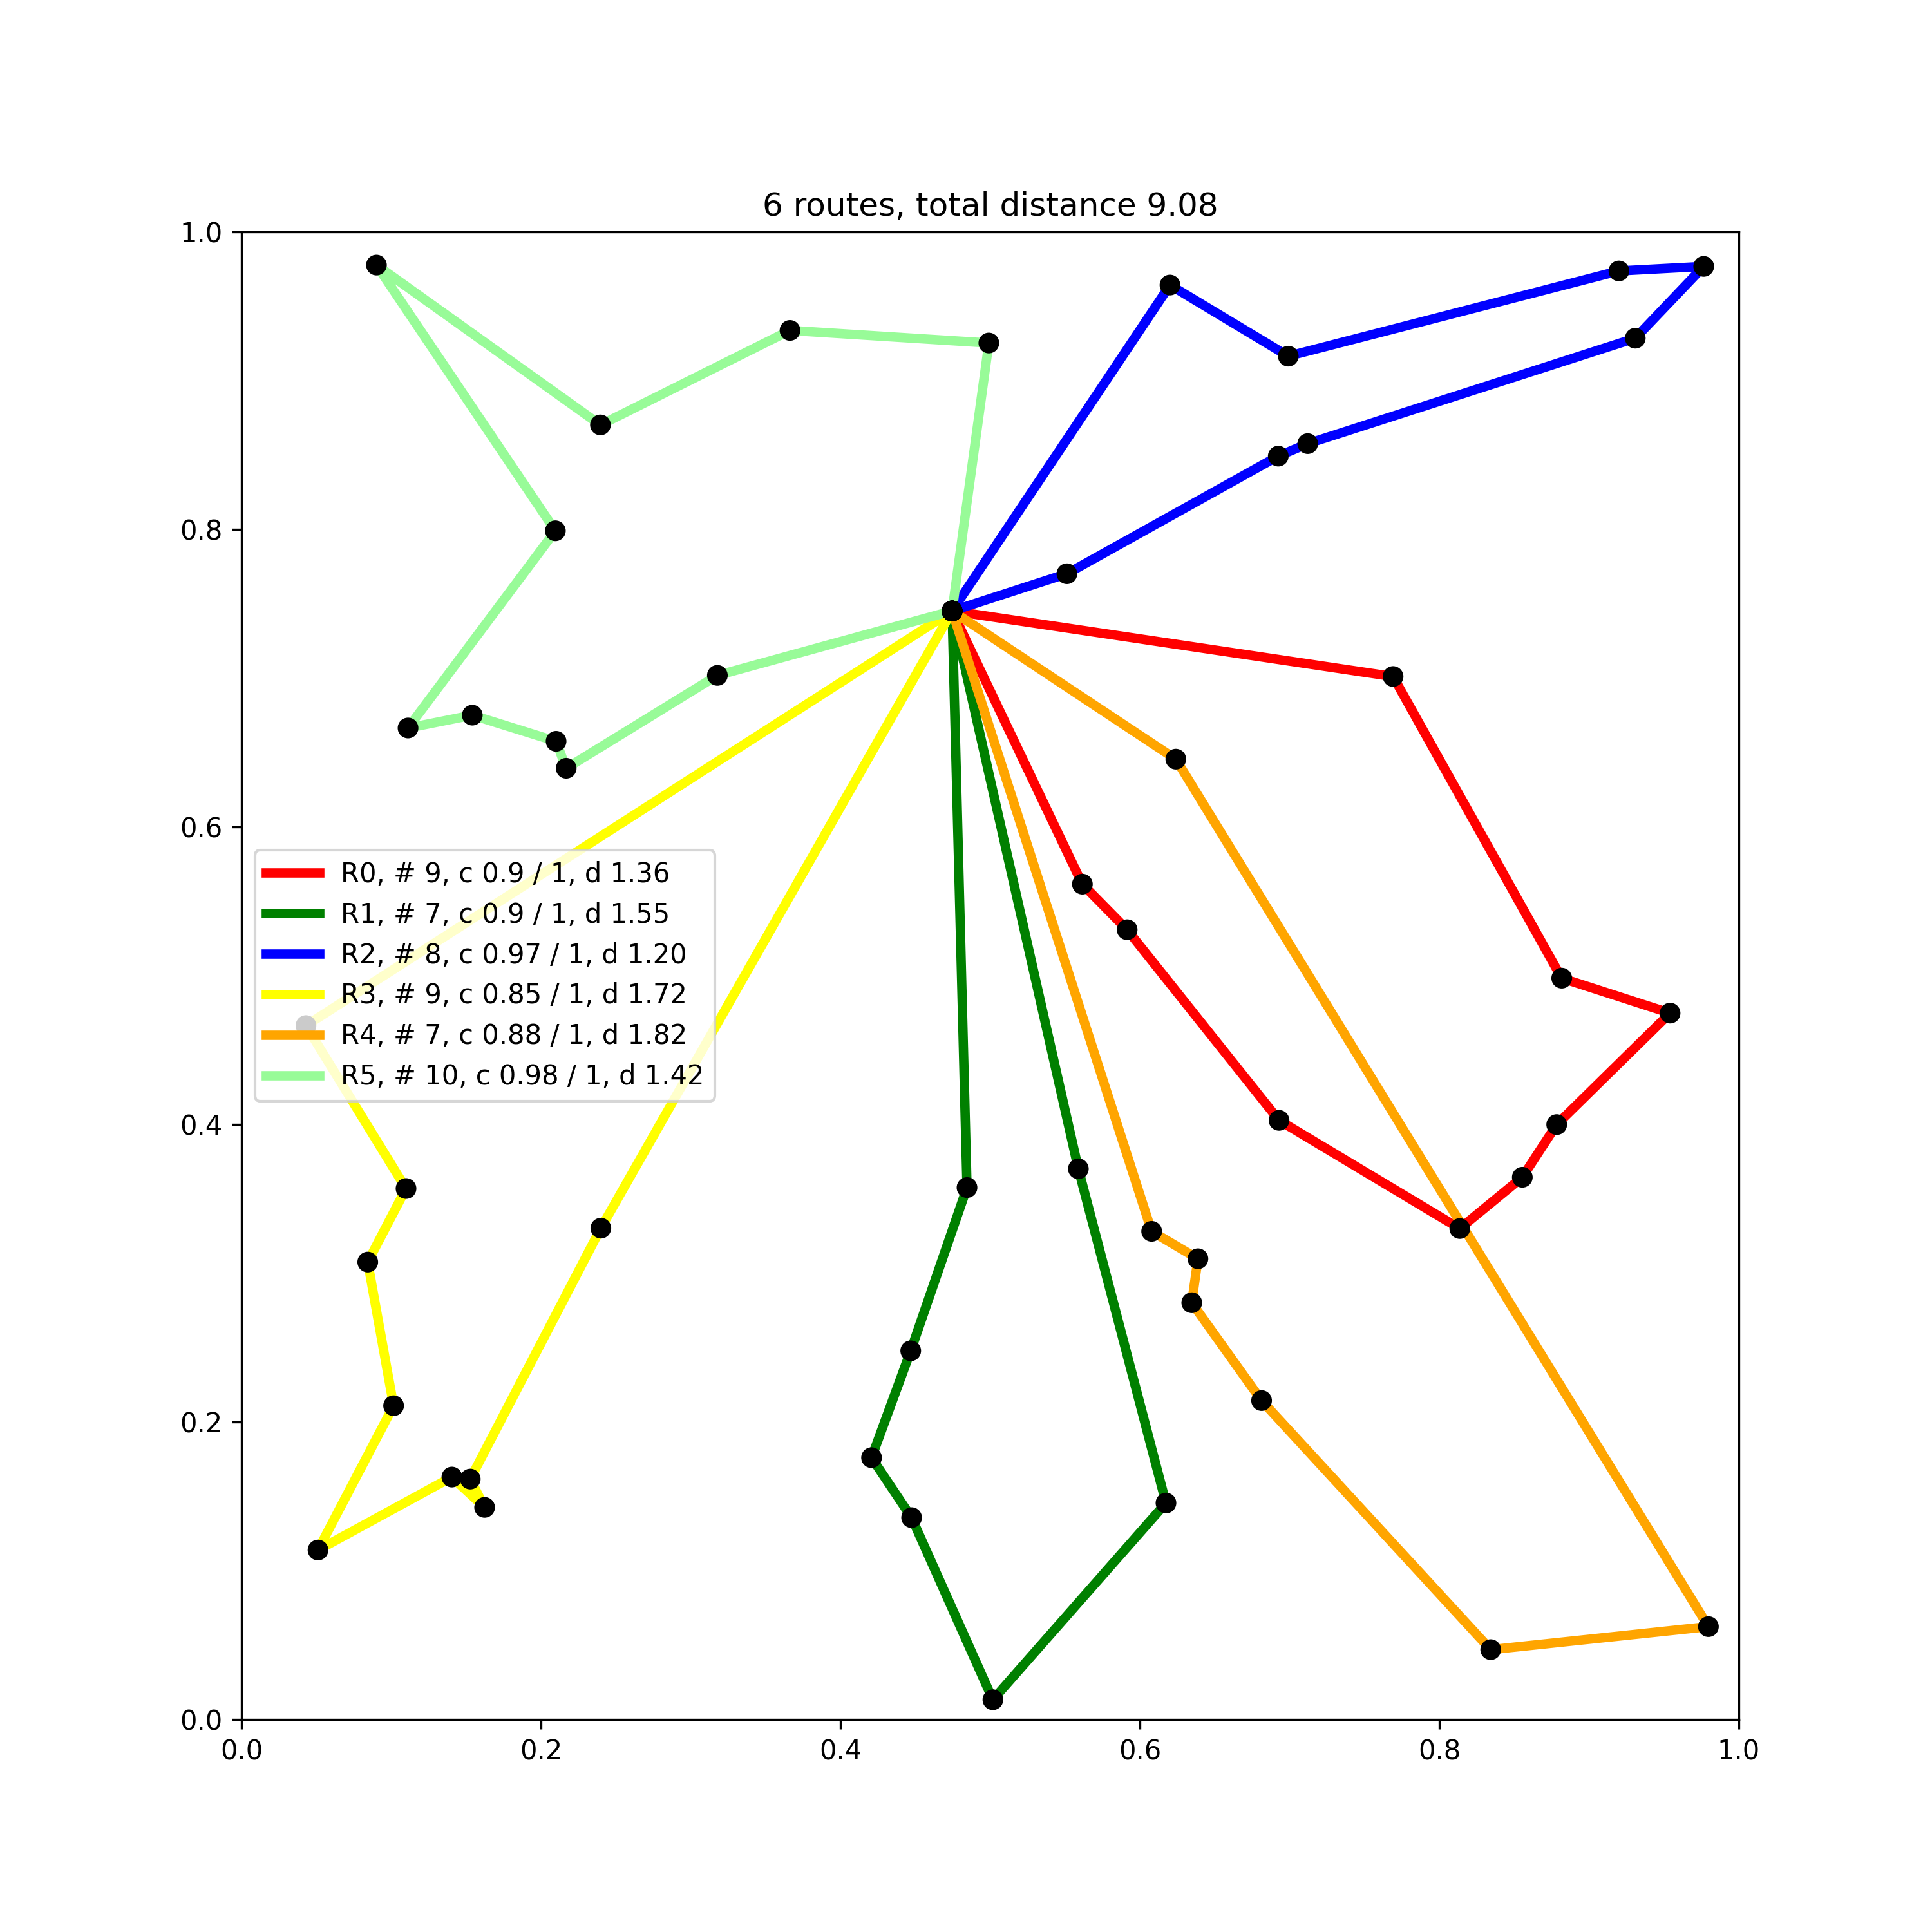 6 routes, total distance 9.08
1.0
0.8
0.6
0.4
0.2
0.0
R0, # 9, c 0.9 / 1, d 1.36
R1, # 7, c 0.9 / 1, d 1.55
R2, # 8, c 0.97 / 1, d 1.20
R3, # 9, c 0.85 / 1, d 1.72
R4, # 7, c 0.88 / 1, d 1.82
R5, # 10, c 0.98 / 1, d 1.42
0.0 0.2 0.4 0.6 0.8 1.0